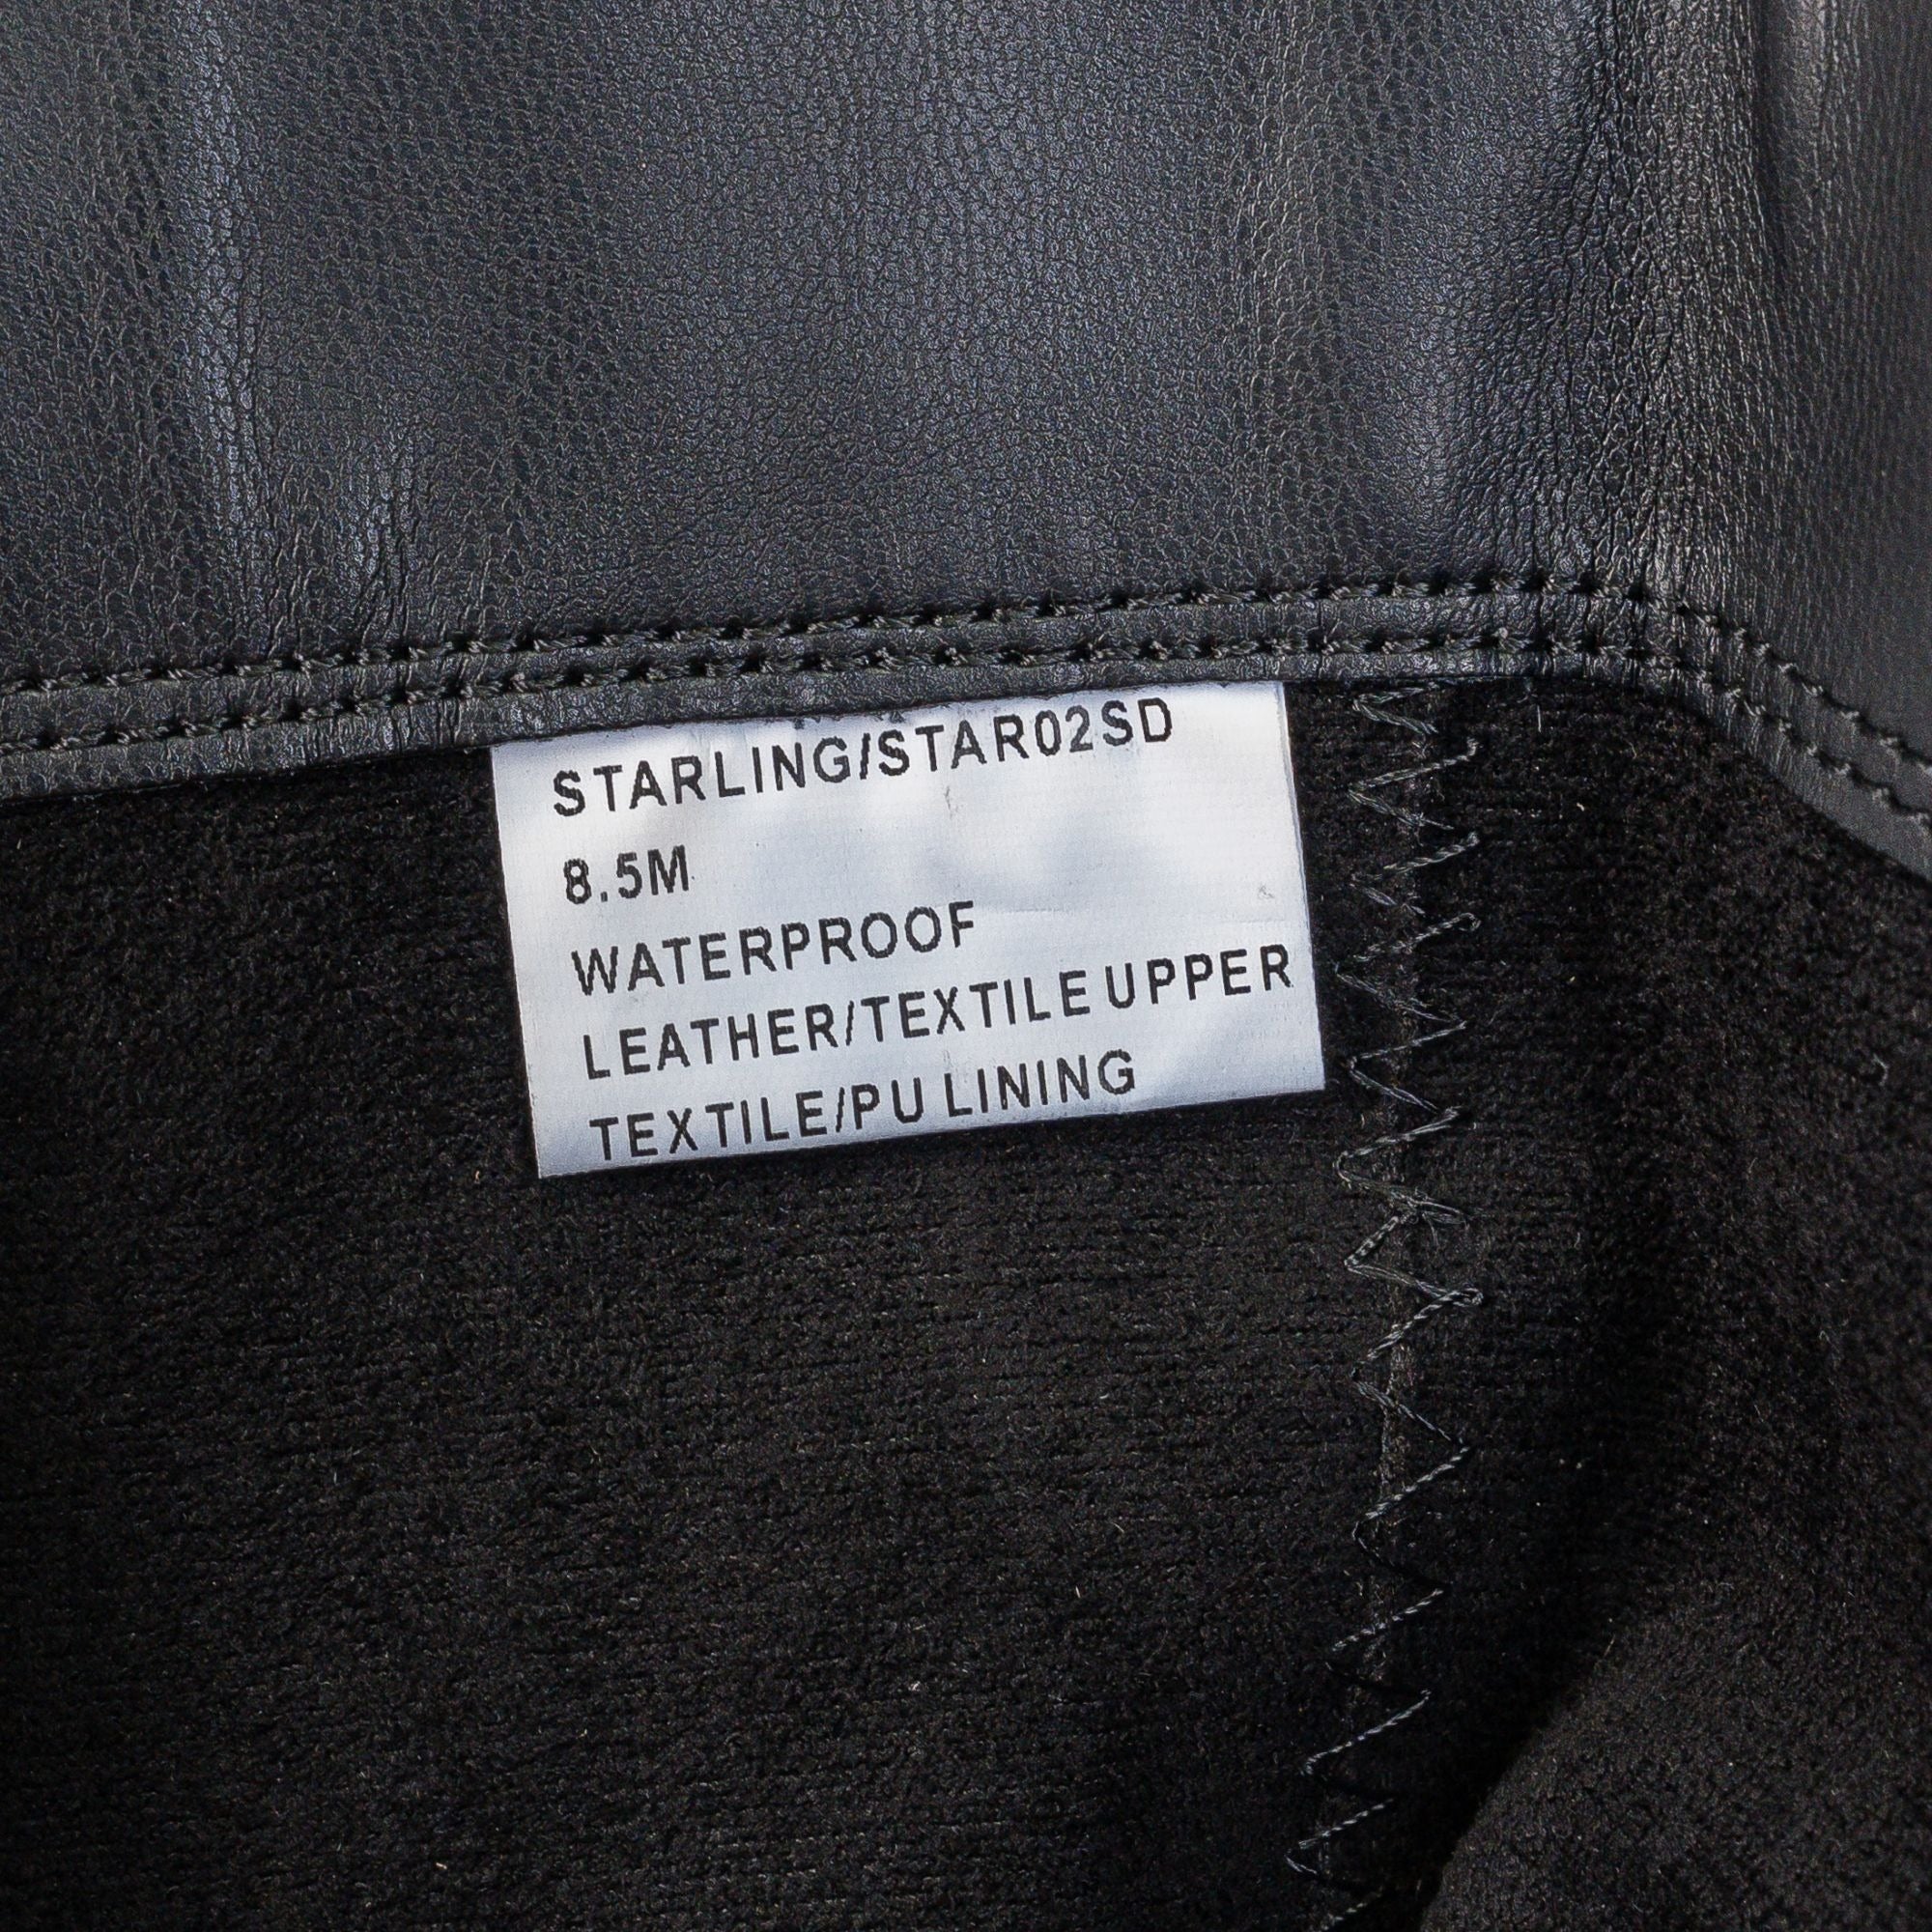 STARLING/STAR02SD
8.5M
WATERPROOF
LEATHER/TEXTILE UPPER
TEXTILE/PU LINING